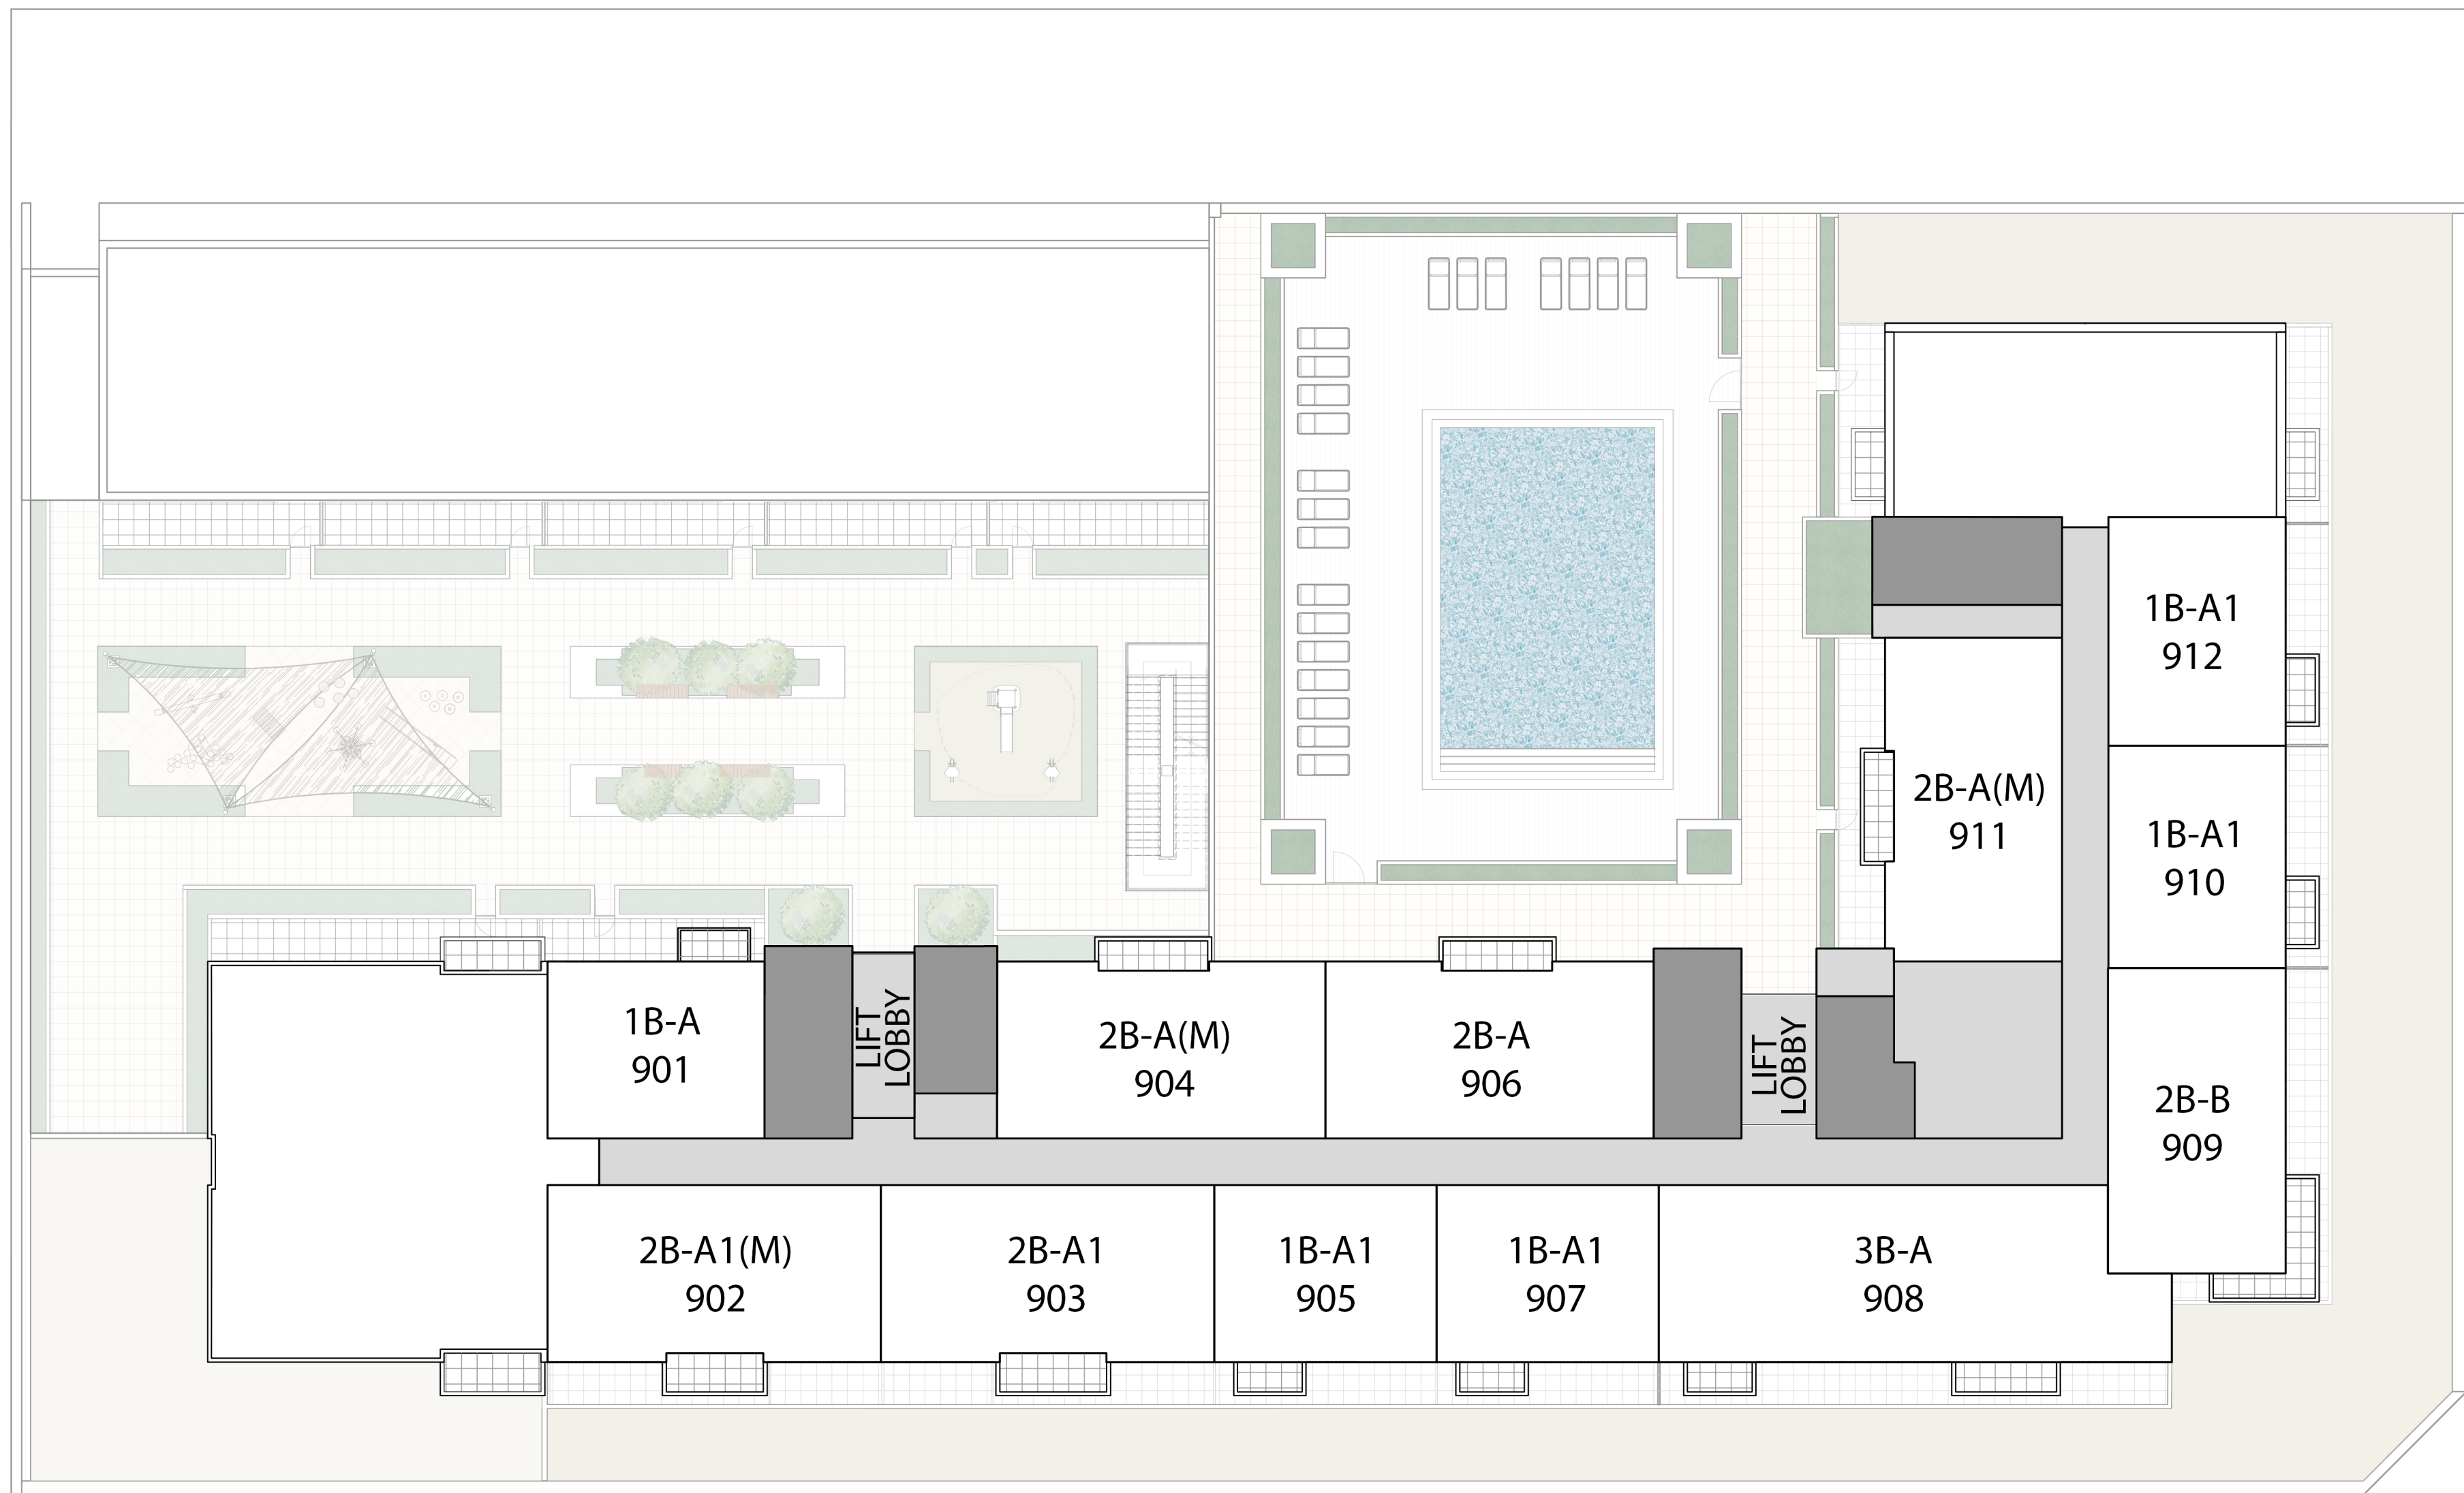 1B-A1
912
2B-A(M)
911
1B-A1
910
1B-A
901
LIFT
LOBBY
2B-A(M)
904
2B-A
906
LIFT
LOBBY
2B-B
909
2B-A1(M)
902
2B-A1
903
1B-A1
905
1B-A1
907
3B-A
908